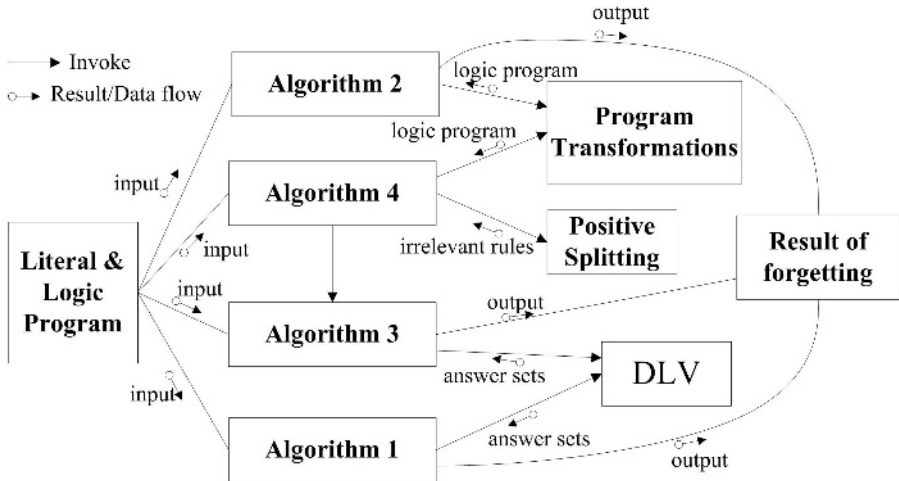 output
Invoke
Result/Data flow
Algorithm 2
logic program
Program
Transformations
logic program
input
Algorithm 4
input
irrelevant rules
Positive
Splitting
Literal &
Logic
Program
Result of
forgetting
input
output
Algorithm 3
answer sets
DLV
input
Algorithm 1
answer sets
output